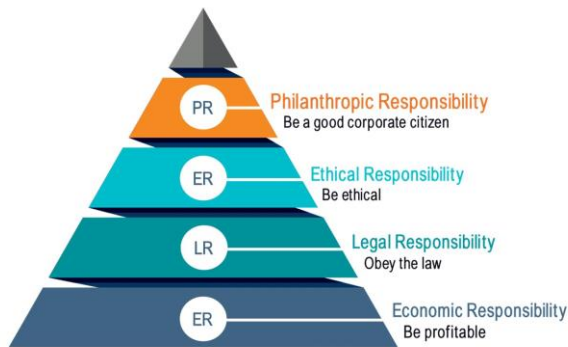 PR
Philanthropic Responsibility
Be a good corporate citizen
ER
Ethical Responsibility
Be ethical
LR
Legal Responsibility
Obey the law
ER
Economic Responsibility
Be profitable